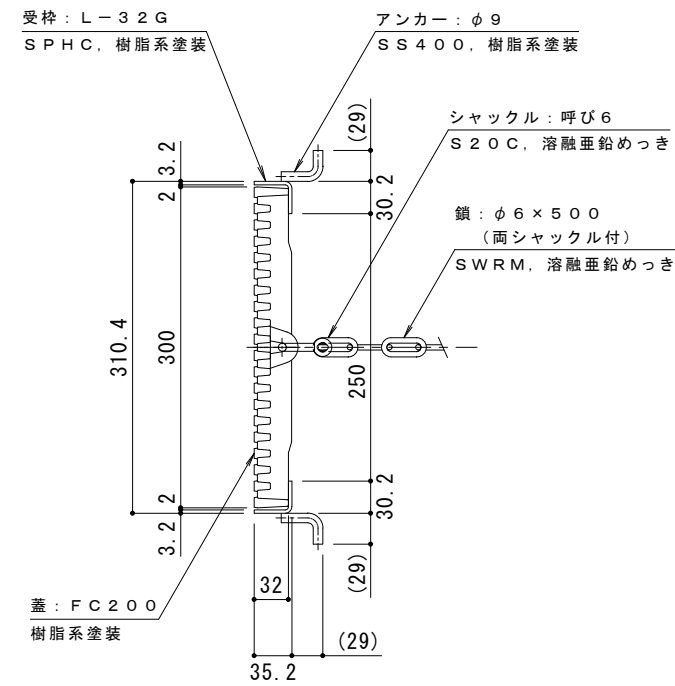 受枠：Ｌ－３２Ｇ
ＳＰＨＣ，樹脂系塗装
アンカー：φ９
ＳＳ４００，樹脂系塗装
シャックル：呼び６
Ｓ２０Ｃ，溶融亜鉛めっき
鎖：φ６×５００
（両シャックル付）
ＳＷＲＭ，溶融亜鉛めっき
(29)
3.2
2
30.2
310.4
300
250
2
3.2
30.2
(29)
32
(29)
35.2
蓋：ＦＣ２００
樹脂系塗装